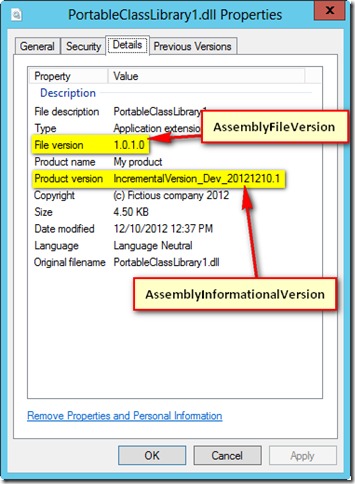 PortableClassLibrary1.dll Properties
X
General Security Details Previous Versions
Property Value
Description
File description PortableClassLibrary1
Type Application extension
AssemblyFileVersion
File version 1.0.1.0
Product name My product
Product version IncrementalVersion_Dev_20121210.1
Copyright (c) Fictious company 2012
Size 4.50 KB
Date modified 12/10/2012 12:37 PM
Language Language Neutral
Original filename PortableClassLibrary1.dll
AssemblyInformationalVersion
Remove Properties and Personal Information
OK Cancel Apply